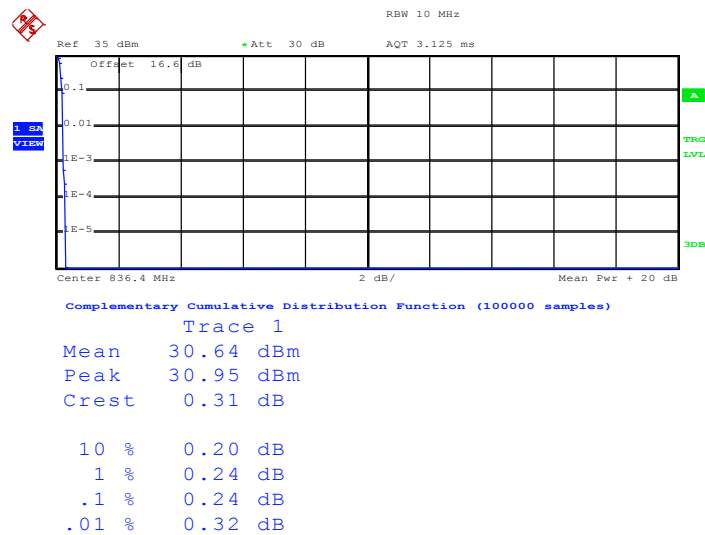 RBW 10 MHz
Ref 35 dBm *Att 30 dB AQT 3.125 ms
Offset 16.6 dB
0.1
A
0.01
1 SA
VIEW
TRG
LVL
1E-3
1E-4
1E-5
3DB
Center 836.4 MHz 2 dB/ Mean Pwr + 20 dB
Complementary Cumulative Distribution Function (100000 samples)
Trace 1
Mean 30.64 dBm
Peak 30.95 dBm
Crest 0.31 dB
10 % 0.20 dB
1 % 0.24 dB
.1 % 0.24 dB
.01 % 0.32 dB